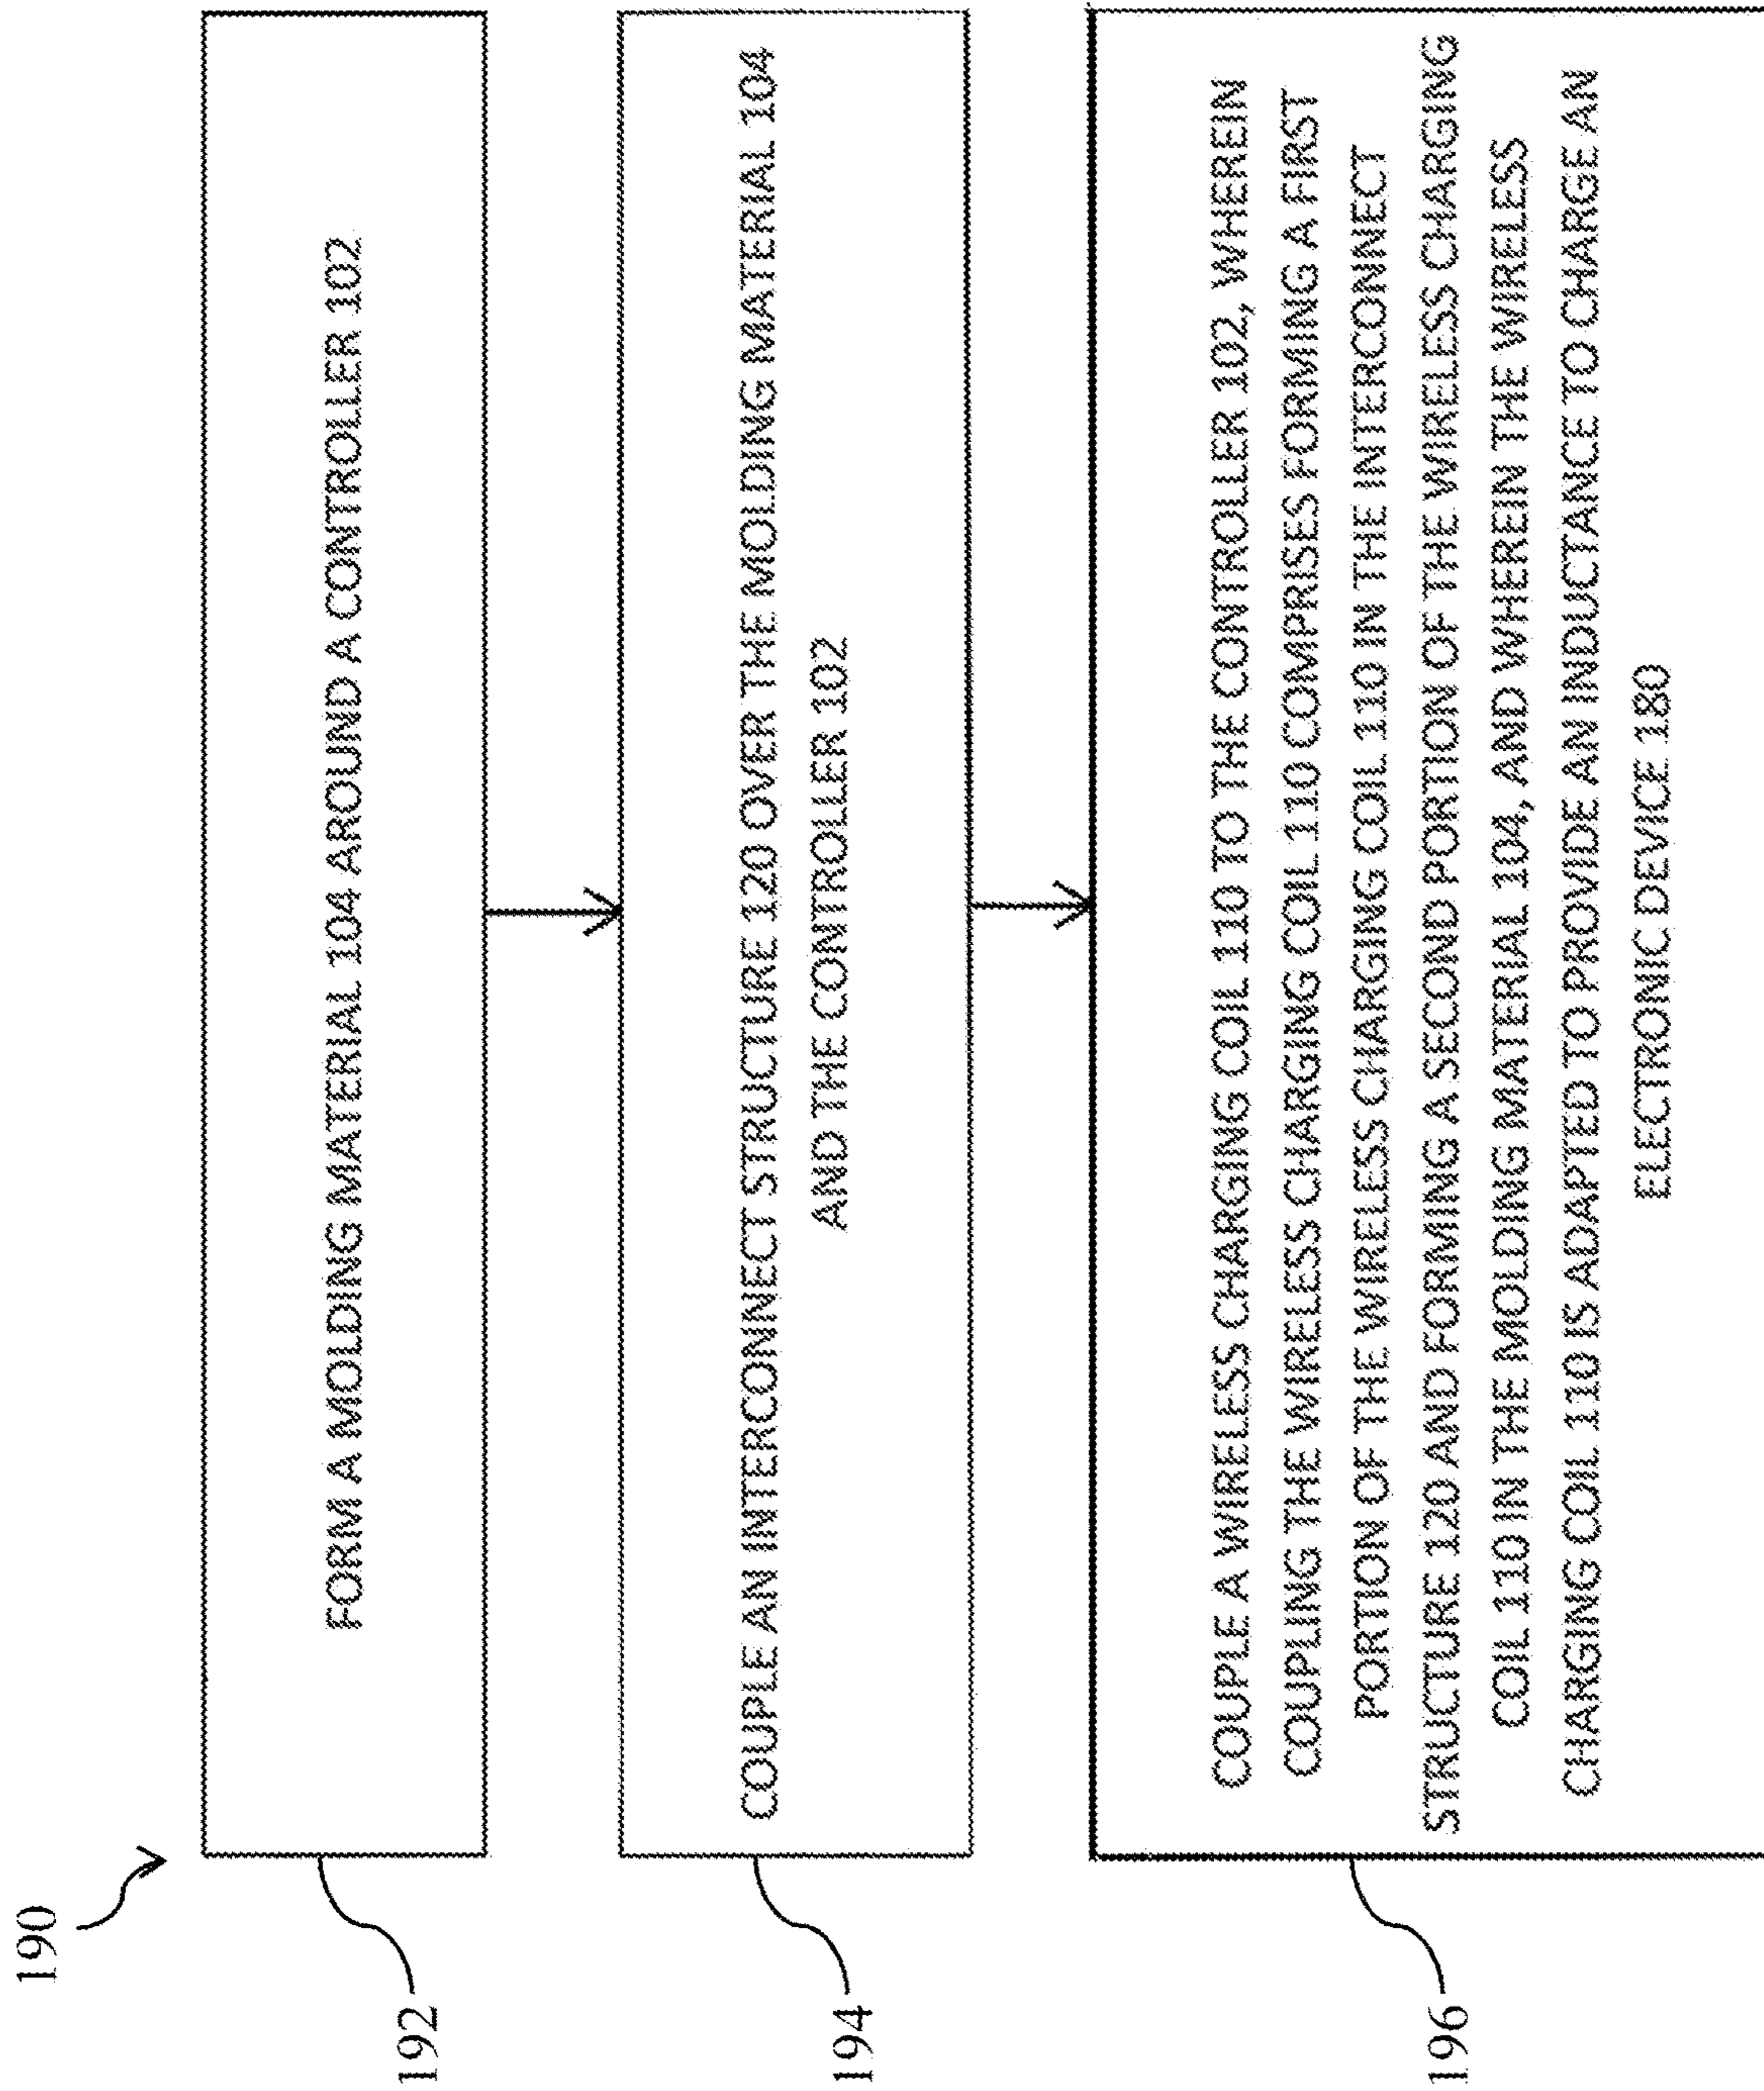 190
192
FORM A MOLDING MATERIAL 104 AROUND A CONTROLLER 102
194
COUPLE AN INTERCONNECT STRUCTURE 120 OVER THE MOLDING MATERIAL 104
AND THE CONTROLLER 102
196
COUPLE A WIRELESS CHARGING COIL 110 TO THE CONTROLLER 102, WHEREIN
COUPLING THE WIRELESS CHARGING COIL 110 COMPRISES FORMING A FIRST
PORTION OF THE WIRELESS CHARGING COIL 110 IN THE INTERCONNECT
STRUCTURE 120 AND FORMING A SECOND PORTION OF THE WIRELESS CHARGING
COIL 110 IN THE MOLDING MATERIAL 104, AND WHEREIN THE WIRELESS
CHARGING COIL 110 IS ADAPTED TO PROVIDE AN INDUCTANCE TO CHARGE AN
ELECTRONIC DEVICE 180